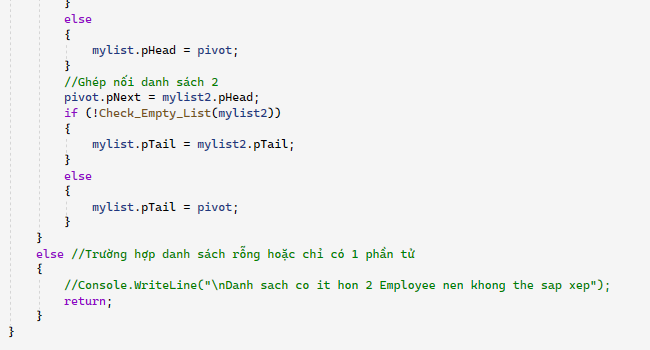 }
else
{
mylist.pHead = pivot;
}
//Ghép nối danh sách 2
pivot.pNext = mylist2.pHead;
if (!Check_Empty_List(mylist2))
{
mylist.pTail = mylist2.pTail;
}
else
{
mylist.pTail = pivot;
}
}
else //Trường hợp danh sách rỗng hoặc chỉ có 1 phần tử
{
//Console.WriteLine("\nDanh sach co it hon 2 Employee nen khong the sap xep");
return;
}
}